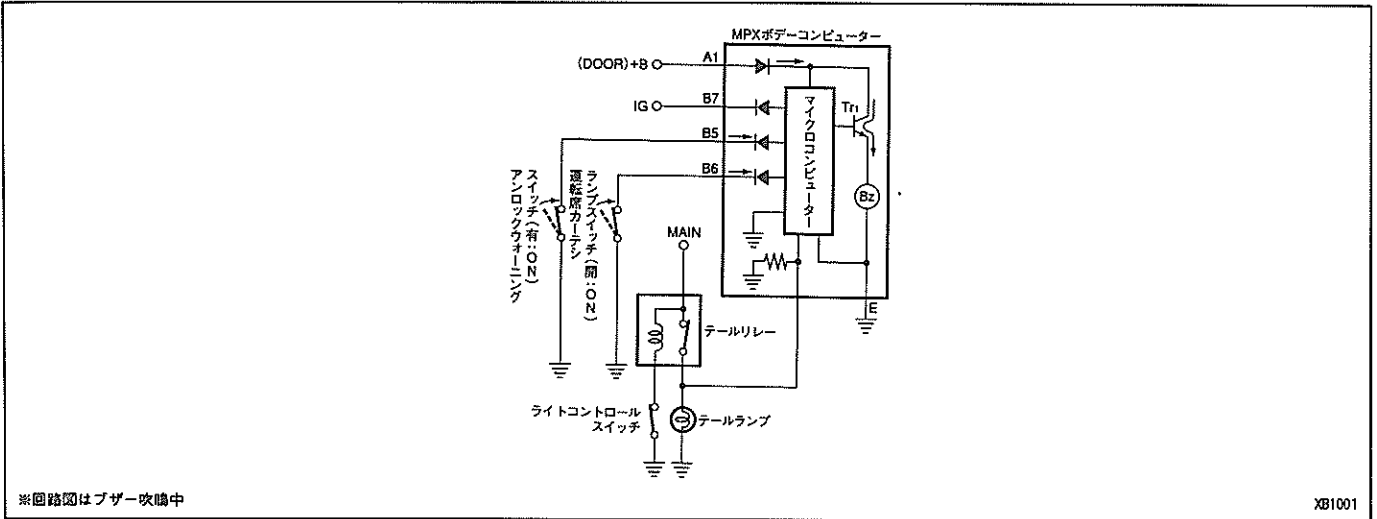 MPXボデーコンピューター
(DOOR)+B
A1
IG
B7
B5
B6
マイクロコンピューター
Tr1
Bz
E
アンロックウォーニング
スイッチ(有:ON)
運転席カーテシ
ランプスイッチ(開:ON)
MAIN
テールリレー
ライトコントロール
スイッチ
テールランプ
※回路図はブザー吹鳴中
XB1001